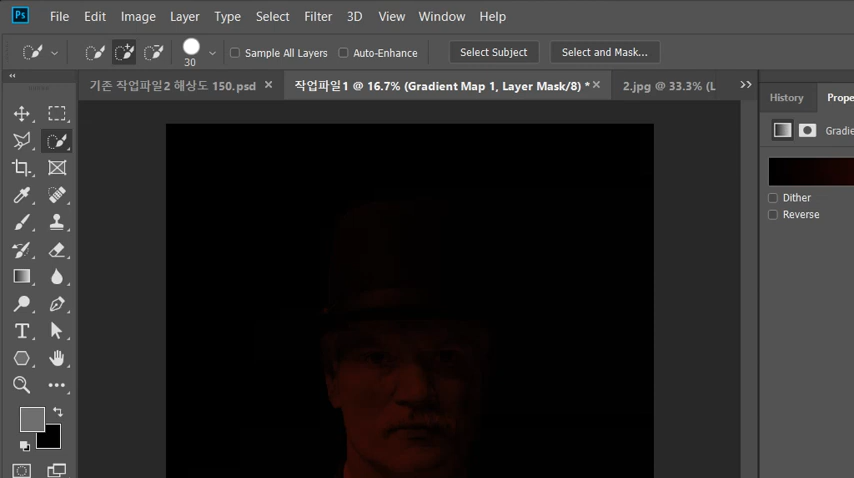 Ps File Edit Image Layer Type Select Filter 3D View Window Help
30 Sample All Layers Auto-Enhance Select Subject Select and Mask...
기존 작업파일2 해상도 150.psd × 작업파일1 @ 16.7% (Gradient Map 1, Layer Mask/8) * × 2.jpg @ 33.3% (L
History Prope
Gradie
Dither
Reverse